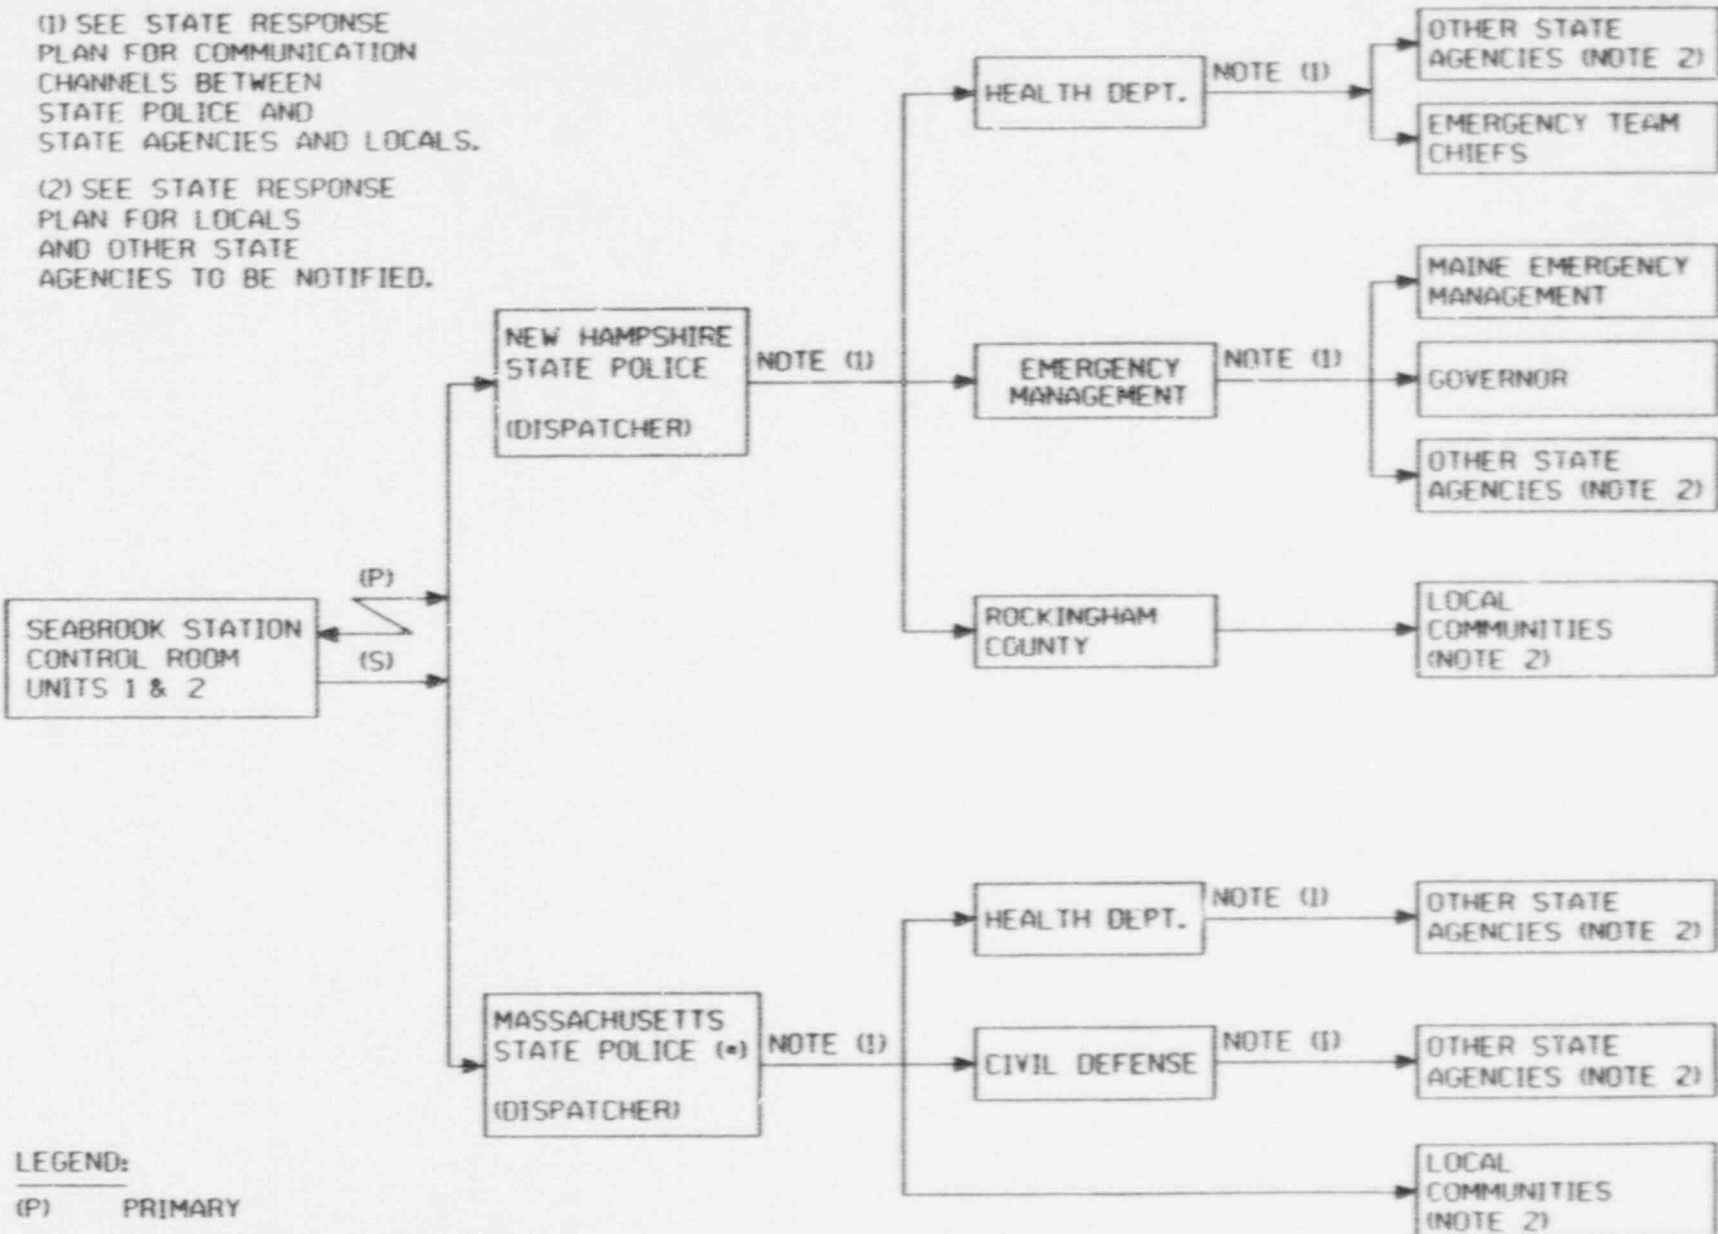 (1) SEE STATE RESPONSE
PLAN FOR COMMUNICATION
CHANNELS BETWEEN
STATE POLICE AND
STATE AGENCIES AND LOCALS.
(2) SEE STATE RESPONSE
PLAN FOR LOCALS
AND OTHER STATE
AGENCIES TO BE NOTIFIED.
SEABROOK STATION
CONTROL ROOM
UNITS 1 & 2
(P)
(S)
NEW HAMPSHIRE
STATE POLICE
(DISPATCHER)
NOTE (1)
HEALTH DEPT.
NOTE (1)
OTHER STATE
AGENCIES (NOTE 2)
EMERGENCY TEAM
CHIEFS
EMERGENCY
MANAGEMENT
NOTE (1)
MAINE EMERGENCY
MANAGEMENT
GOVERNOR
OTHER STATE
AGENCIES (NOTE 2)
ROCKINGHAM
COUNTY
LOCAL
COMMUNITIES
(NOTE 2)
MASSACHUSETTS
STATE POLICE (*)
(DISPATCHER)
NOTE (1)
HEALTH DEPT.
NOTE (1)
OTHER STATE
AGENCIES (NOTE 2)
CIVIL DEFENSE
NOTE (1)
OTHER STATE
AGENCIES (NOTE 2)
LOCAL
COMMUNITIES
(NOTE 2)
LEGEND:
(P) PRIMARY